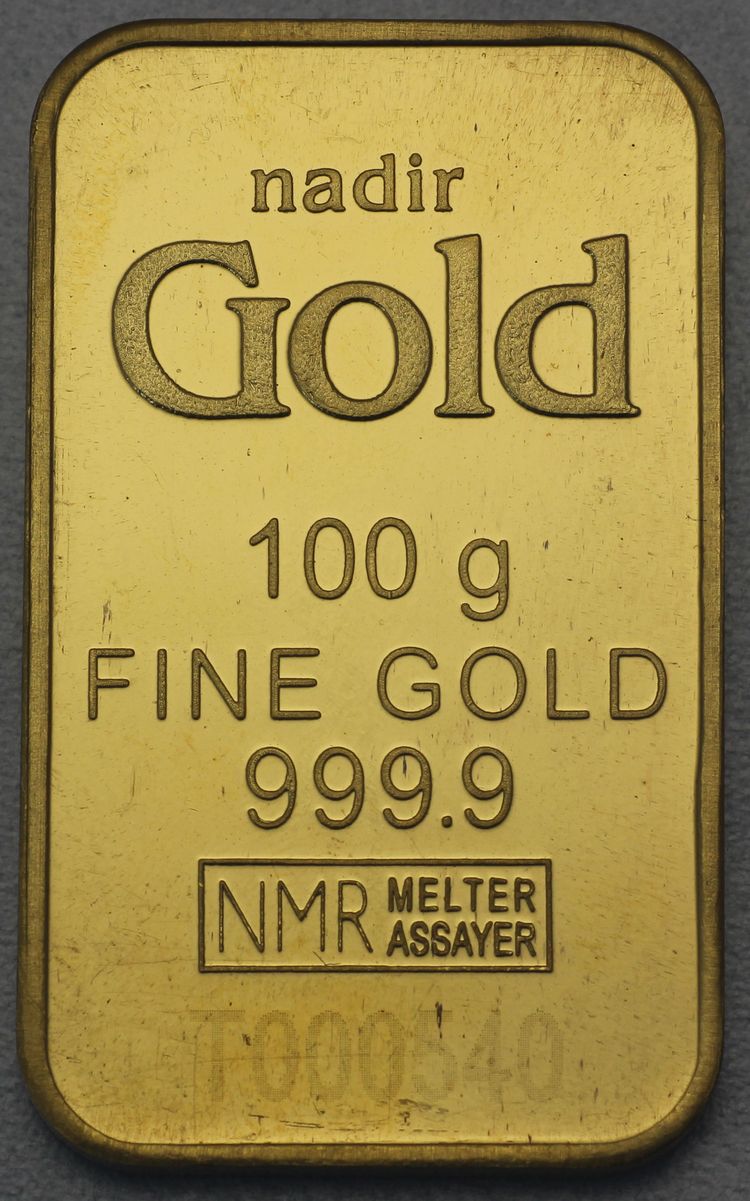 nadir
Gold
100 g
FINE GOLD
999.9
NMR MELTER
ASSAYER
T000540